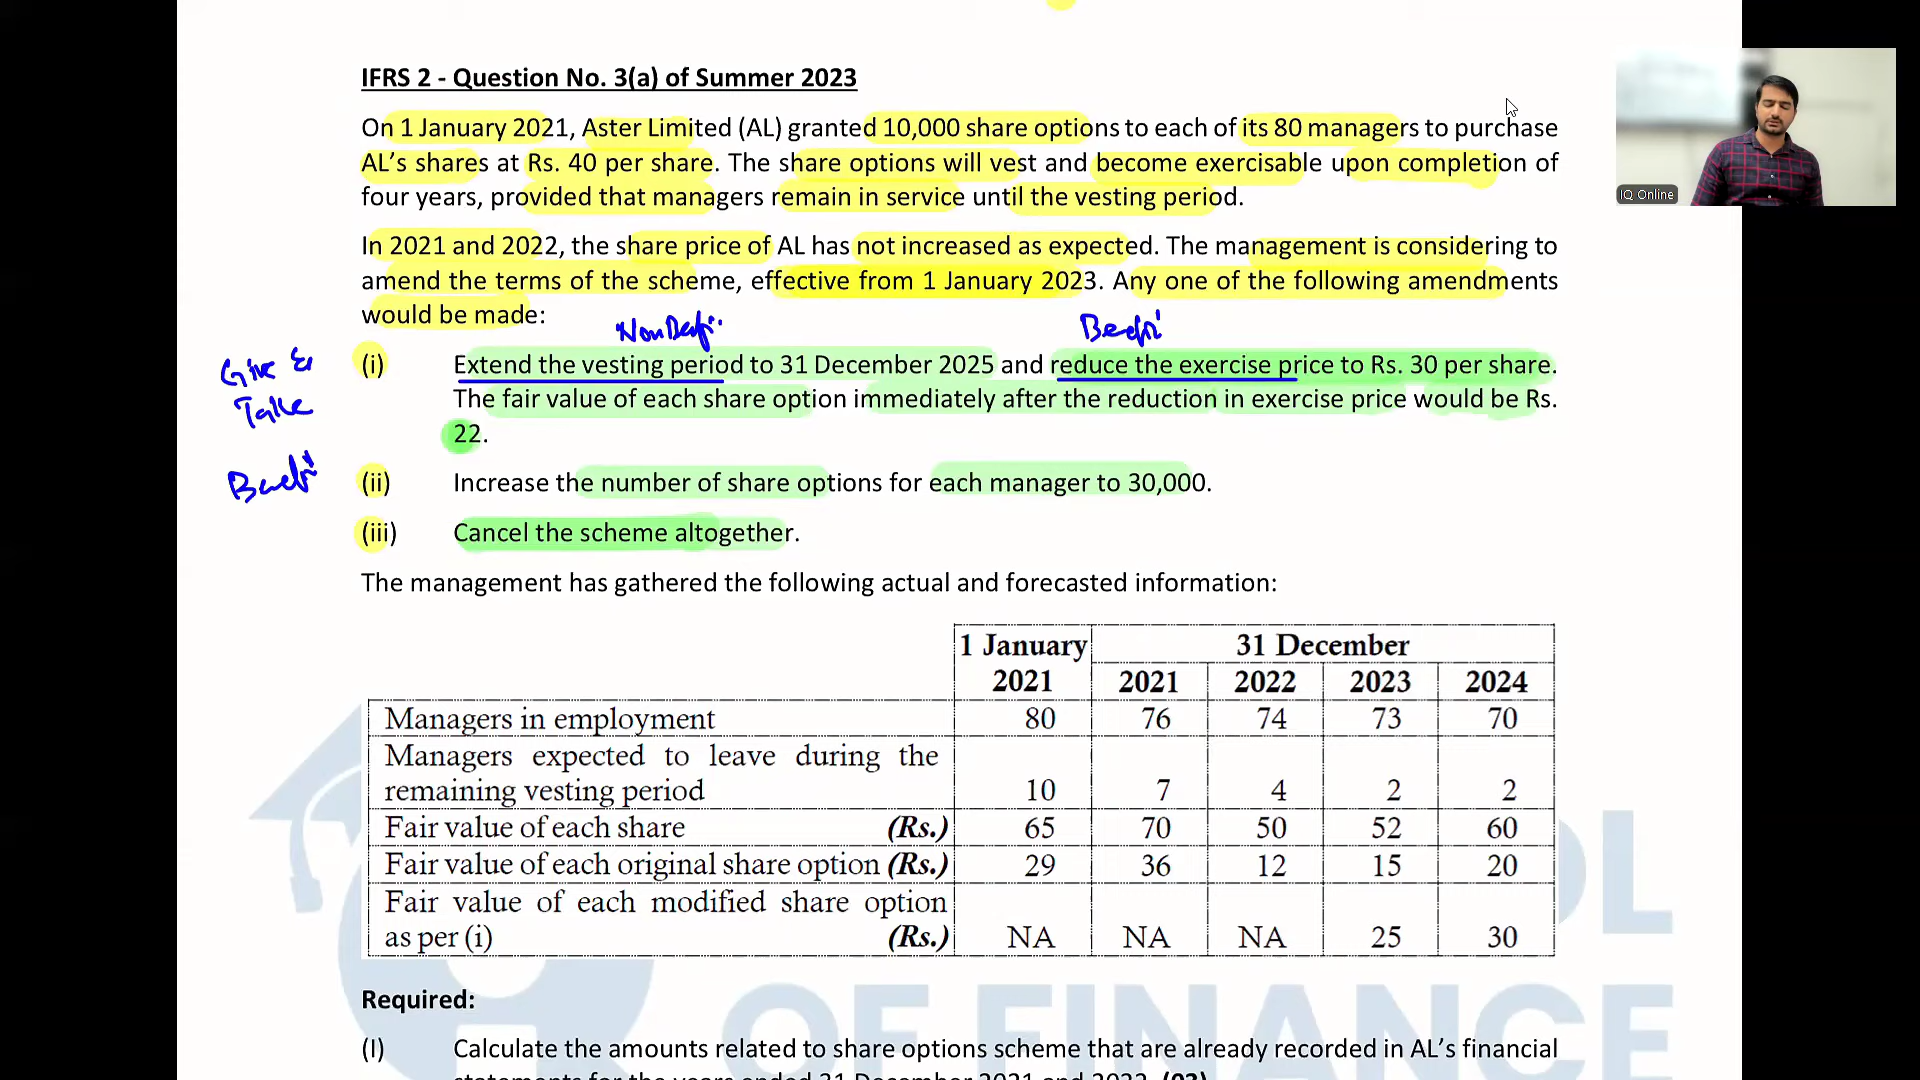 IFRS 2 - Question No. 3(a) of Summer 2023
On 1 January 2021, Aster Limited (AL) granted 10,000 share options to each of its 80 managers to purchase
AL's shares at Rs. 40 per share. The share options will vest and become exercisable upon completion of
four years, provided that managers remain in service until the vesting period.
In 2021 and 2022, the share price of AL has not increased as expected. The management is considering to
amend the terms of the scheme, effective from 1 January 2023. Any one of the following amendments
would be made:
Give &
Take
(i) Extend the vesting period to 31 December 2025 and reduce the exercise price to Rs. 30 per share.
The fair value of each share option immediately after the reduction in exercise price would be Rs.
22.
(ii) Increase the number of share options for each manager to 30,000.
(iii) Cancel the scheme altogether.
The management has gathered the following actual and forecasted information:
1 January 2021 31 December
2021 2022 2023 2024
Managers in employment 80 76 74 73 70
Managers expected to leave during the
remaining vesting period 10 7 4 2 2
Fair value of each share (Rs.) 65 70 50 52 60
Fair value of each original share option (Rs.) 29 36 12 15 20
Fair value of each modified share option
as per (i) (Rs.) NA NA NA 25 30
OF FINANCE
Required:
(I) Calculate the amounts related to share options scheme that are already recorded in AL's financial
statements for the years ended 31 December 2021 and 2022. (03)
IQ Online